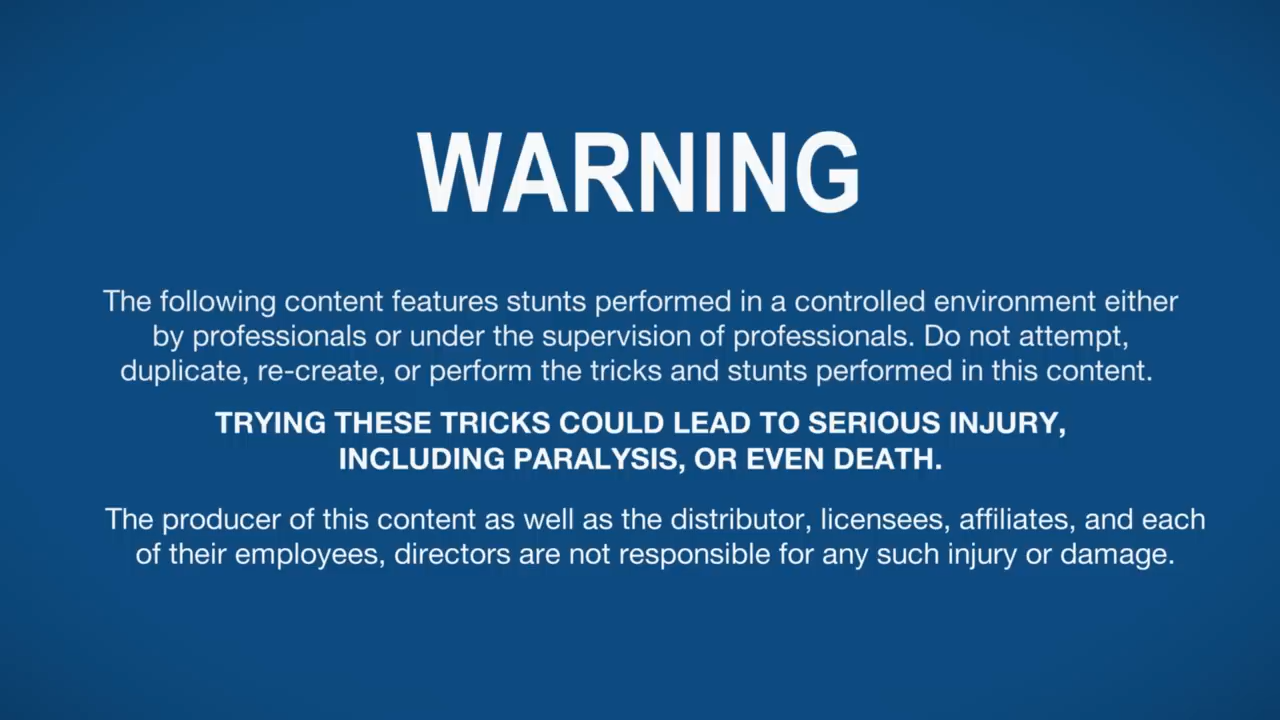 WARNING
The following content features stunts performed in a controlled environment either
by professionals or under the supervision of professionals. Do not attempt,
duplicate, re-create, or perform the tricks and stunts performed in this content.
TRYING THESE TRICKS COULD LEAD TO SERIOUS INJURY,
INCLUDING PARALYSIS, OR EVEN DEATH.
The producer of this content as well as the distributor, licensees, affiliates, and each
of their employees, directors are not responsible for any such injury or damage.